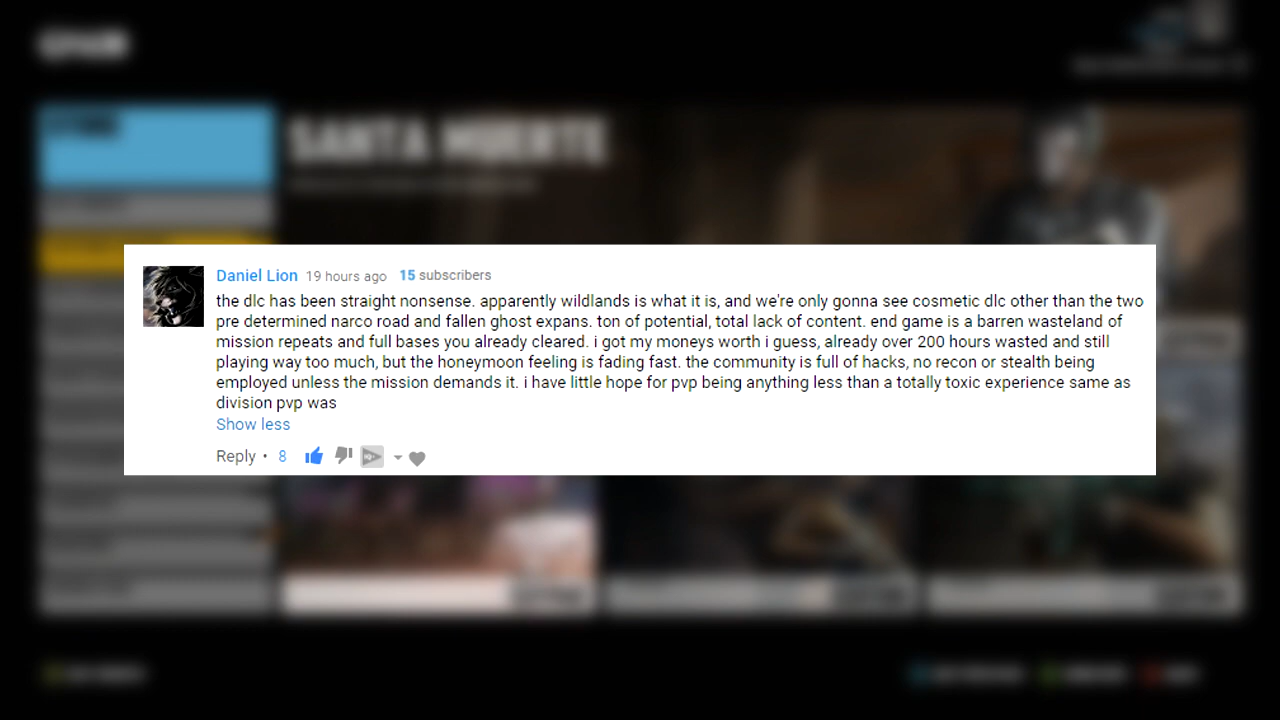 SANTA MUERTE
Daniel Lion 19 hours ago 15 subscribers
the dlc has been straight nonsense. apparently wildlands is what it is, and we're only gonna see cosmetic dlc other than the two
pre determined narco road and fallen ghost expans. ton of potential, total lack of content. end game is a barren wasteland of
mission repeats and full bases you already cleared. i got my moneys worth i guess, already over 200 hours wasted and still
playing way too much, but the honeymoon feeling is fading fast. the community is full of hacks, no recon or stealth being
employed unless the mission demands it. i have little hope for pvp being anything less than a totally toxic experience same as
division pvp was
Show less
Reply • 8